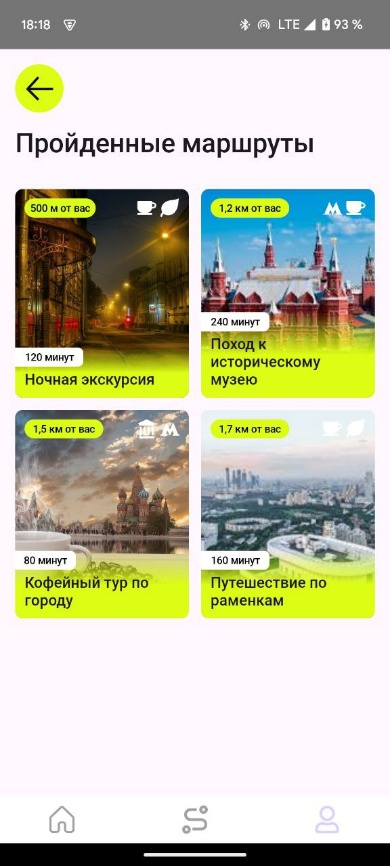 18:18 LTE 93 %
Пройденные маршруты
500 м от вас
120 минут
Ночная экскурсия
1,2 км от вас
240 минут
Поход к
историческому
музею
1,5 км от вас
80 минут
Кофейный тур по
городу
1,7 км от вас
160 минут
Путешествие по
раменкам